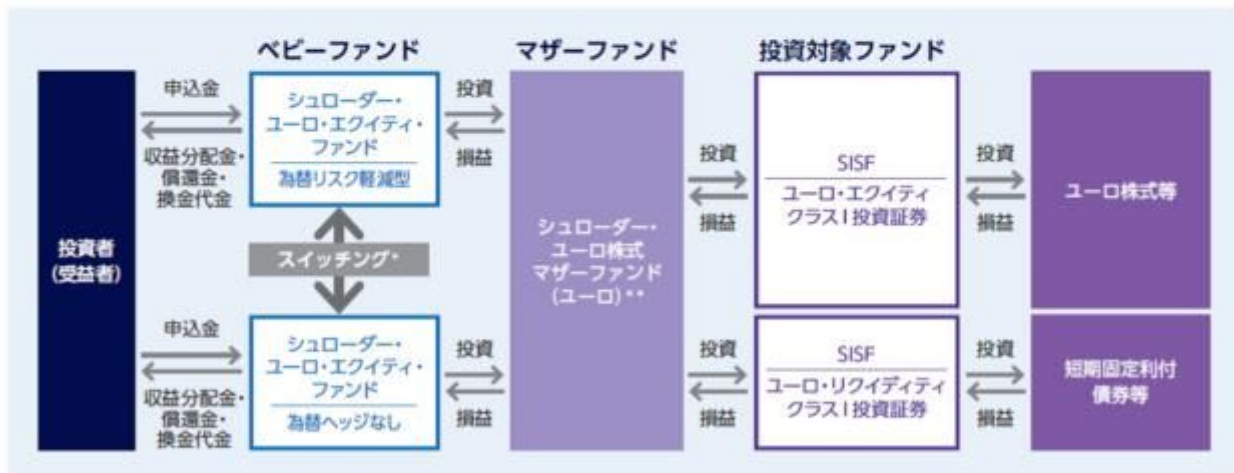 ベビーファンド
マザーファンド
投資対象ファンド
投資者
(受益者)
申込金
収益分配金・
償還金・
換金代金
シュローダー・
ユーロ・エクイティ・
ファンド
為替リスク軽減型
投資
損益
スイッチング*
申込金
収益分配金・
償還金・
換金代金
シュローダー・
ユーロ・エクイティ・
ファンド
為替ヘッジなし
投資
損益
シュローダー・
ユーロ株式
マザーファンド
(ユーロ)**
投資
損益
SISF
ユーロ・エクイティ
クラスI投資証券
投資
損益
ユーロ株式等
投資
損益
SISF
ユーロ・リクイディティ
クラスI投資証券
投資
損益
短期固定利付
債券等